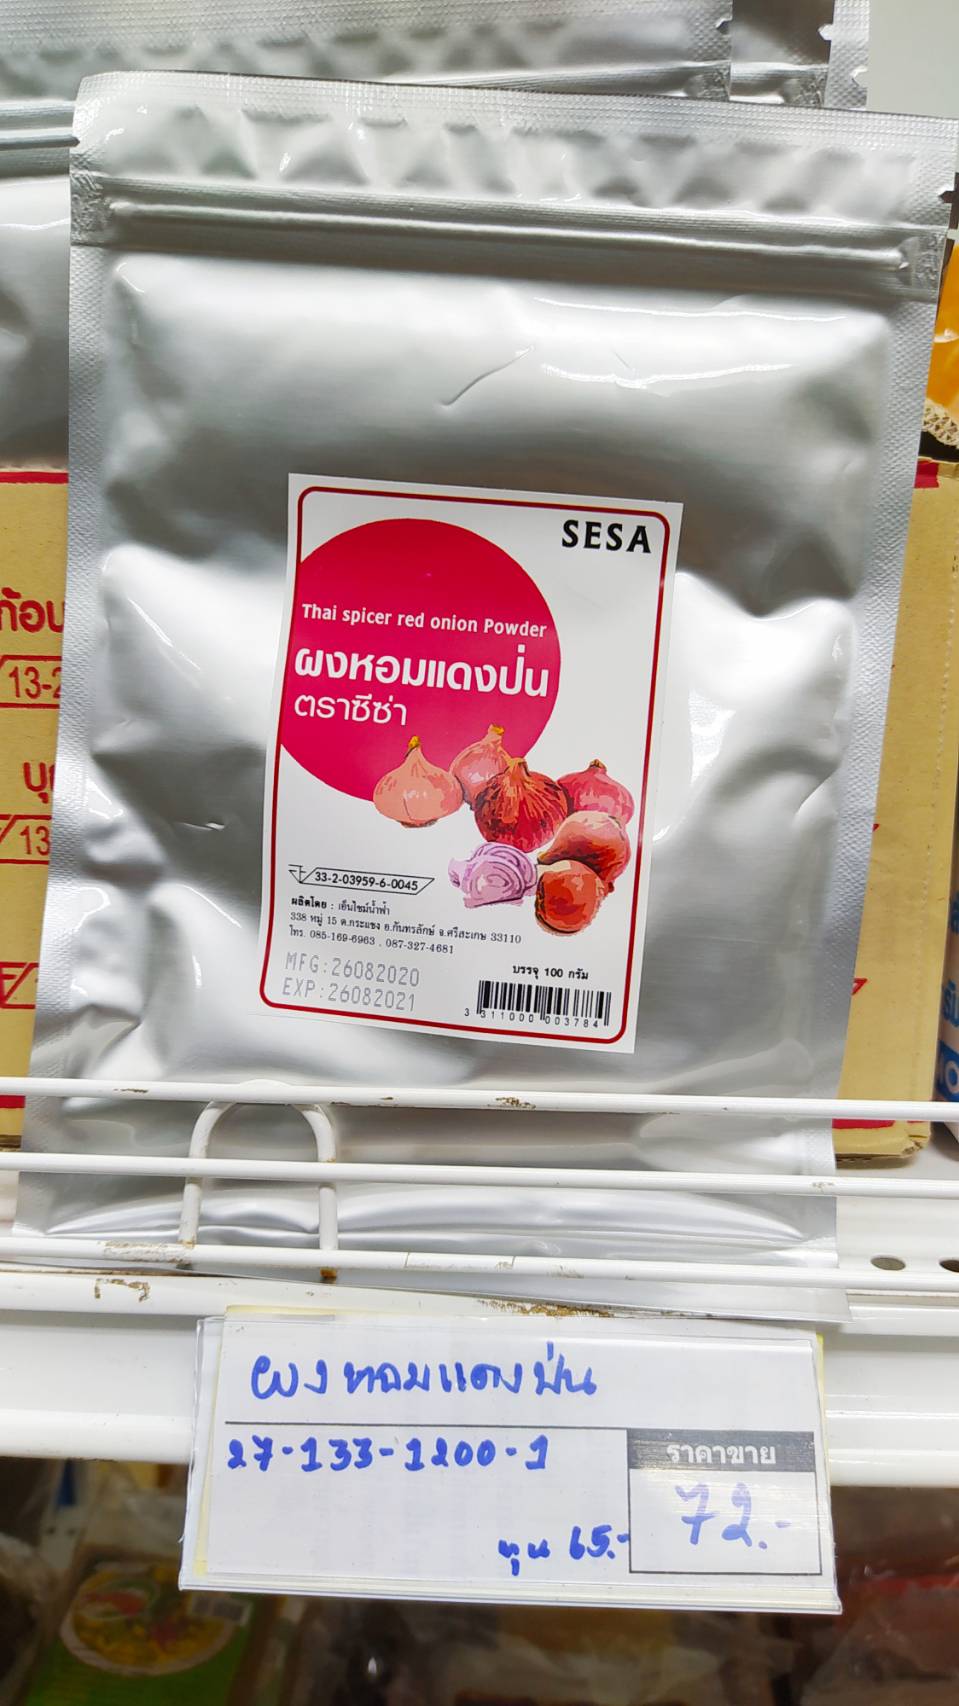 SESA
Thai spicer red onion Powder
ผงหอมแดงป่น
ตราซีซ่า
33-2-03959-6-0045
ผลิตโดย : เอ็นไซม์น้ำฟ้า
338 หมู่ 15 ต.กระแชง อ.กันทรลักษ์ จ.ศรีสะเกษ 33110
โทร. 085-169-6963 , 087-327-4681
MFG:26082020
EXP:26082021
บรรจุ 100 กรัม
3 311000 003784
13-2
13
ผงหอมแดงป่น
27-133-1200-1
ราคาขาย
72.-
ทุน 65.-